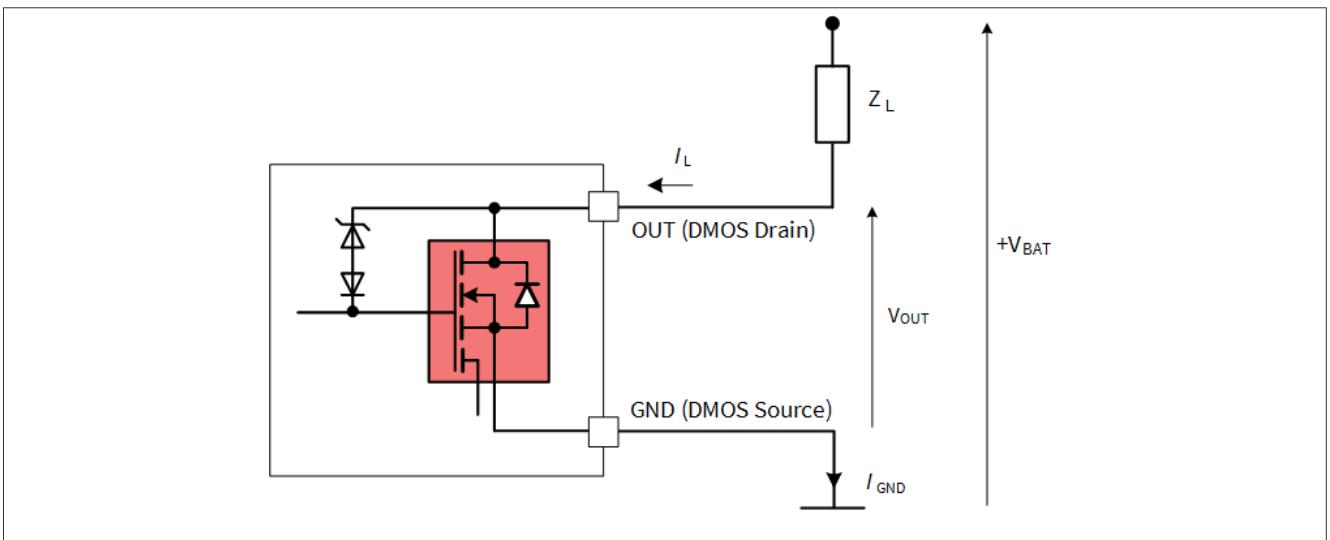 Z L
I L
OUT (DMOS Drain)
+VBAT
VOUT
GND (DMOS Source)
I GND